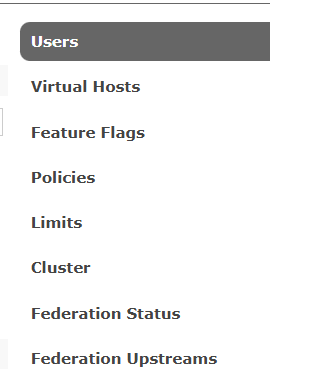 Users
Virtual Hosts
Feature Flags
Policies
Limits
Cluster
Federation Status
Federation Upstreams